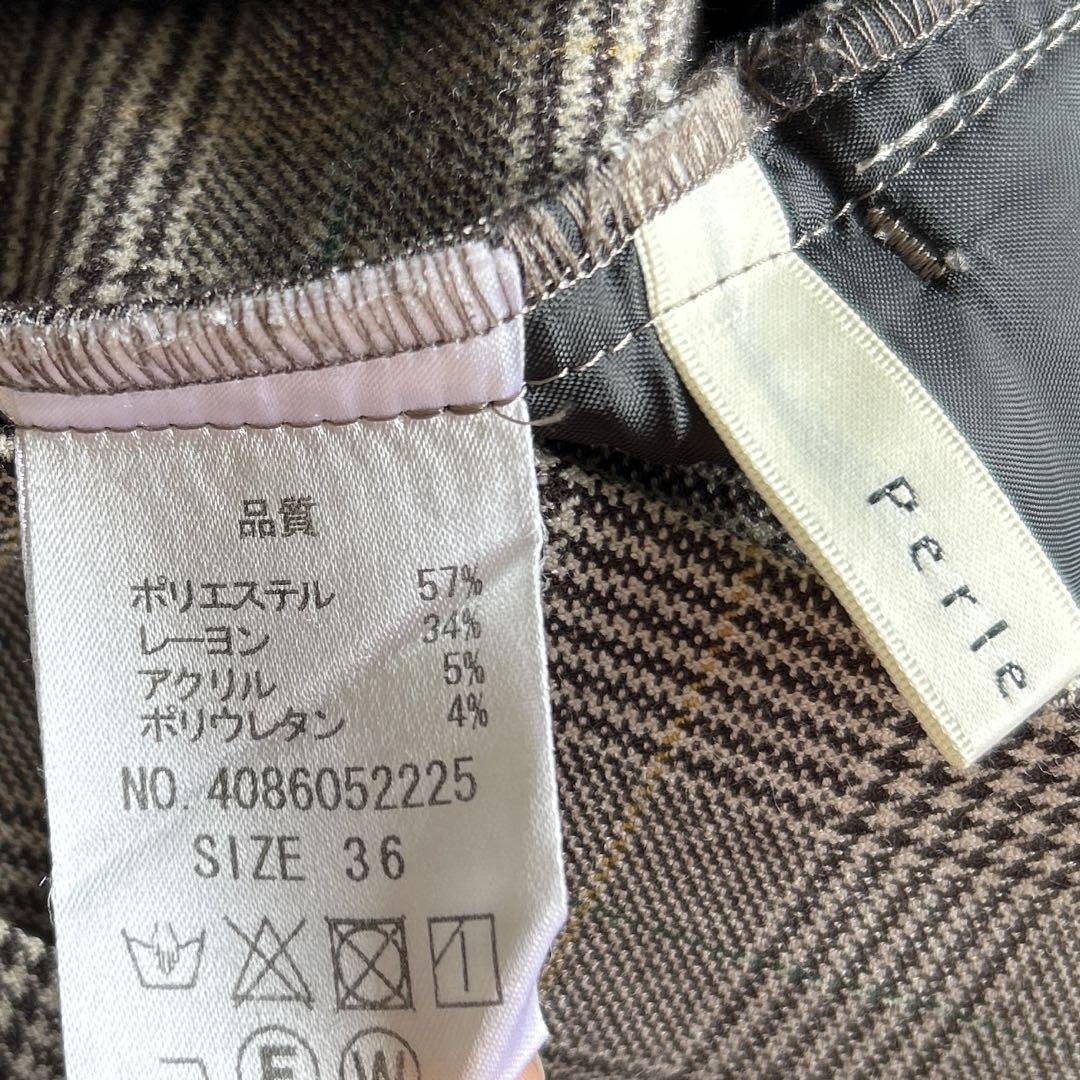 品質
ポリエステル 57%
レーヨン 34%
アクリル 5%
ポリウレタン 4%
NO. 4086052225
SIZE 36
F W
Perle